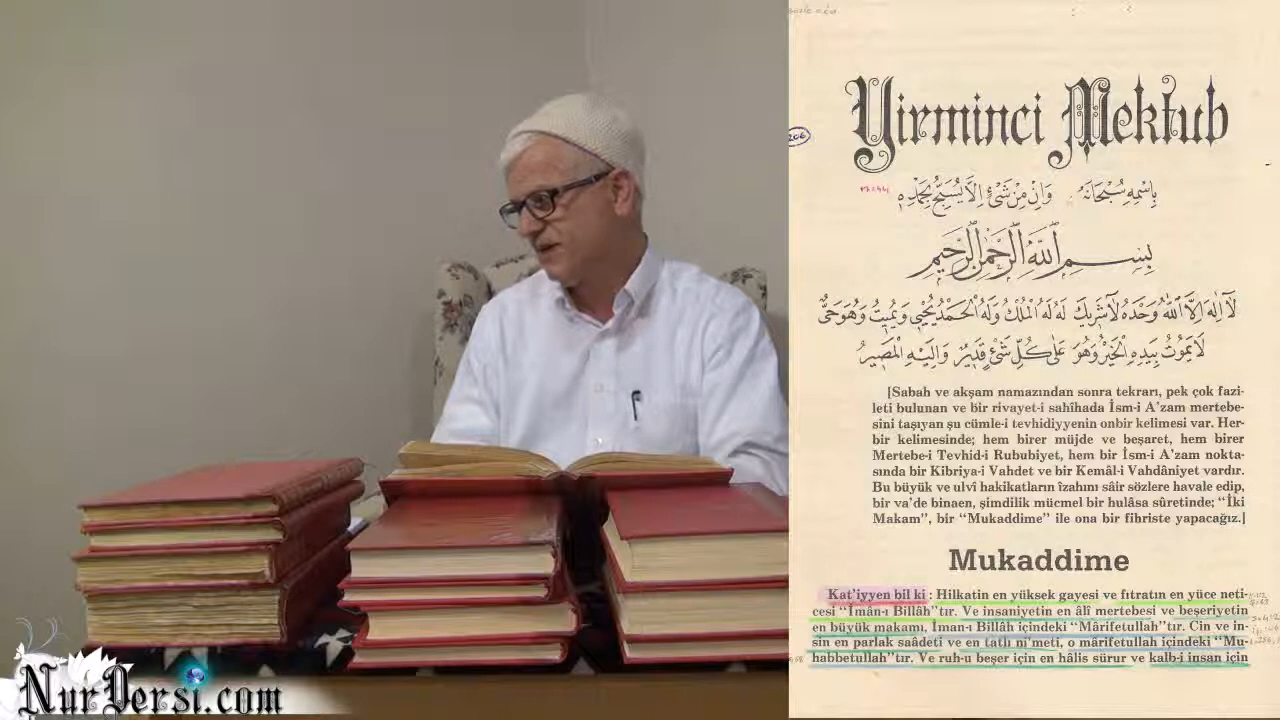 Yirminci Mektub
بِاسْمِهِ سُبْحَانَهُ وَاِنْ مِنْ شَيْءٍ اِلَّا يُسَبِّحُ بِحَمْدِهِ
بِسْمِ اللّٰهِ الرَّحْمٰنِ الرَّحِيمِ
لَا اِلٰهَ اِلَّا اللّٰهُ وَحْدَهُ لَا شَرِيكَ لَهُ لَهُ الْمُلْكُ وَلَهُ الْحَمْدُ يُحْيِى وَيُمِيتُ وَهُوَ حَىٌّ
لَا يَمُوتُ بِيَدِهِ الْخَيْرُ وَهُوَ عَلٰى كُلِّ شَيْءٍ قَدِيرٌ وَاِلَيْهِ الْمَصِيرُ
[Sabah ve akşam namazından sonra tekrarı, pek çok fazi-
leti bulunan ve bir rivayet-i sahîhada İsm-i A'zam mertebe-
sini taşıyan şu cümle-i tevhidiyyenin onbir kelimesi var. Her-
bir kelimesinde; hem birer müjde ve beşaret, hem birer
Mertebe-i Tevhid-i Rububiyet, hem bir İsm-i A'zam nokta-
sında bir Kibriya-i Vahdet ve bir Kemâl-i Vahdâniyet vardır.
Bu büyük ve ulvî hakikatların îzahını sâir sözlere havale edip,
bir va'de binaen, şimdilik mücmel bir hulâsa sûretinde; "İki
Makam", bir "Mukaddime" ile ona bir fihriste yapacağız.]
Mukaddime
Kat'iyyen bil ki : Hilkatin en yüksek gayesi ve fıtratın en yüce neti-
cesi "Îmân-ı Billâh"tır. Ve insaniyetin en âlî mertebesi ve beşeriyetin
en büyük makamı, Îman-ı Billâh içindeki "Mârifetullah"tır. Cin ve in-
sin en parlak saâdeti ve en tatlı ni'meti, o mârifetullah içindeki "Mu-
habbetullah"tır. Ve ruh-u beşer için en hâlis sürur ve kalb-i insan için
206
NurDersi.com